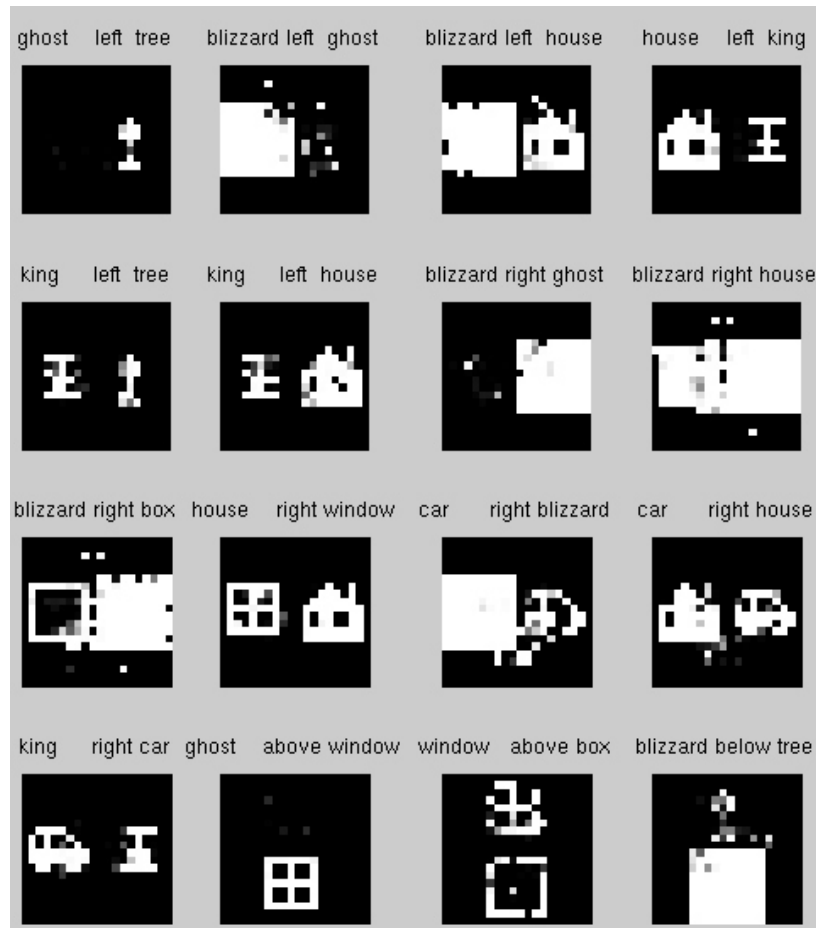 ghost left tree blizzard left ghost blizzard left house house left king
king left tree king left house blizzard right ghost blizzard right house
blizzard right box house right window car right blizzard car right house
king right car ghost above window window above box blizzard below tree